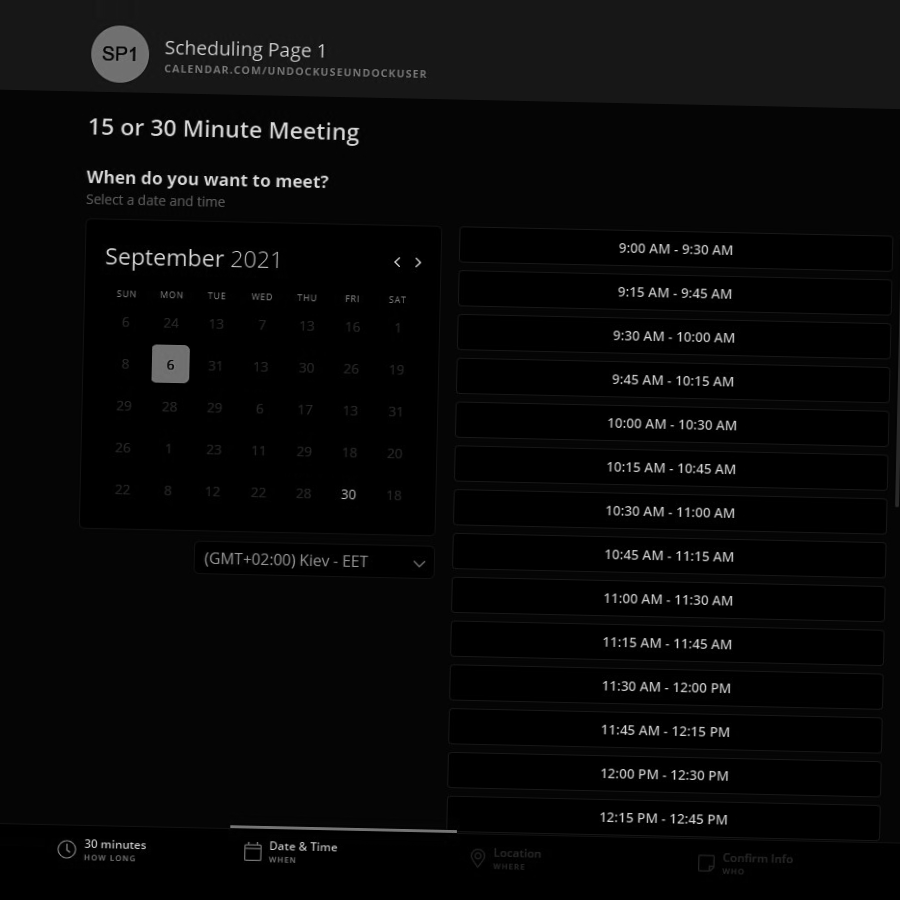 SP1
Scheduling Page 1
CALENDAR.COM/UNDOCKUSEUNDOCKUSER
15 or 30 Minute Meeting
When do you want to meet?
Select a date and time
September 2021
SUN MON TUE WED THU FRI SAT
6 24 13 7 13 16 1
8 6 31 13 30 26 19
29 28 29 6 17 13 31
26 1 23 11 29 18 20
22 8 12 22 28 30 18
(GMT+02:00) Kiev - EET
9:00 AM - 9:30 AM
9:15 AM - 9:45 AM
9:30 AM - 10:00 AM
9:45 AM - 10:15 AM
10:00 AM - 10:30 AM
10:15 AM - 10:45 AM
10:30 AM - 11:00 AM
10:45 AM - 11:15 AM
11:00 AM - 11:30 AM
11:15 AM - 11:45 AM
11:30 AM - 12:00 PM
11:45 AM - 12:15 PM
12:00 PM - 12:30 PM
12:15 PM - 12:45 PM
30 minutes
HOW LONG
Date & Time
WHEN
Location
WHERE
Confirm Info
WHO